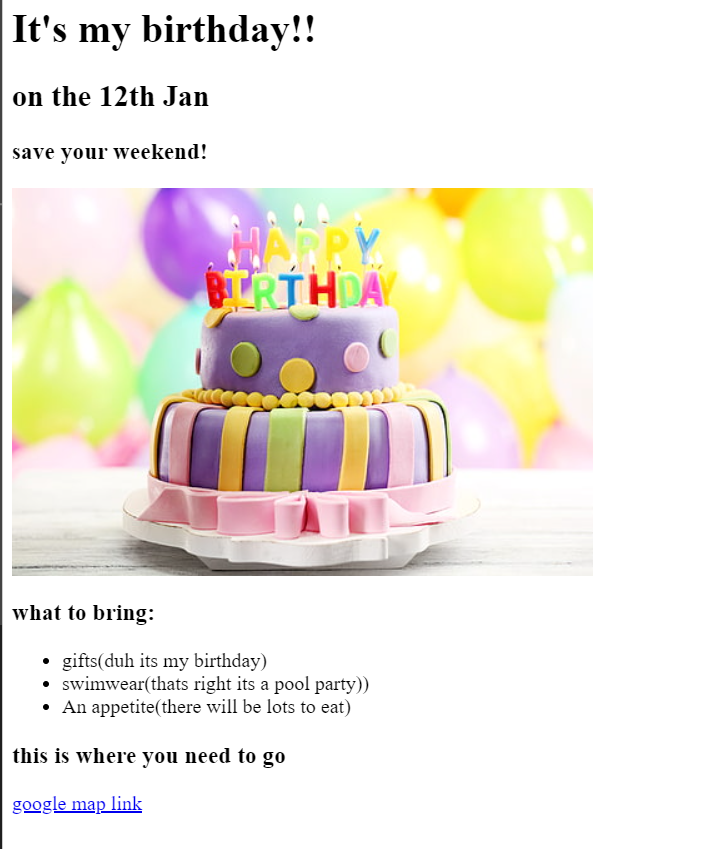 It's my birthday!!
on the 12th Jan
save your weekend!
HAPPY
BIRTHDAY
what to bring:
gifts(duh its my birthday)
swimwear(thats right its a pool party))
An appetite(there will be lots to eat)
this is where you need to go
google map link